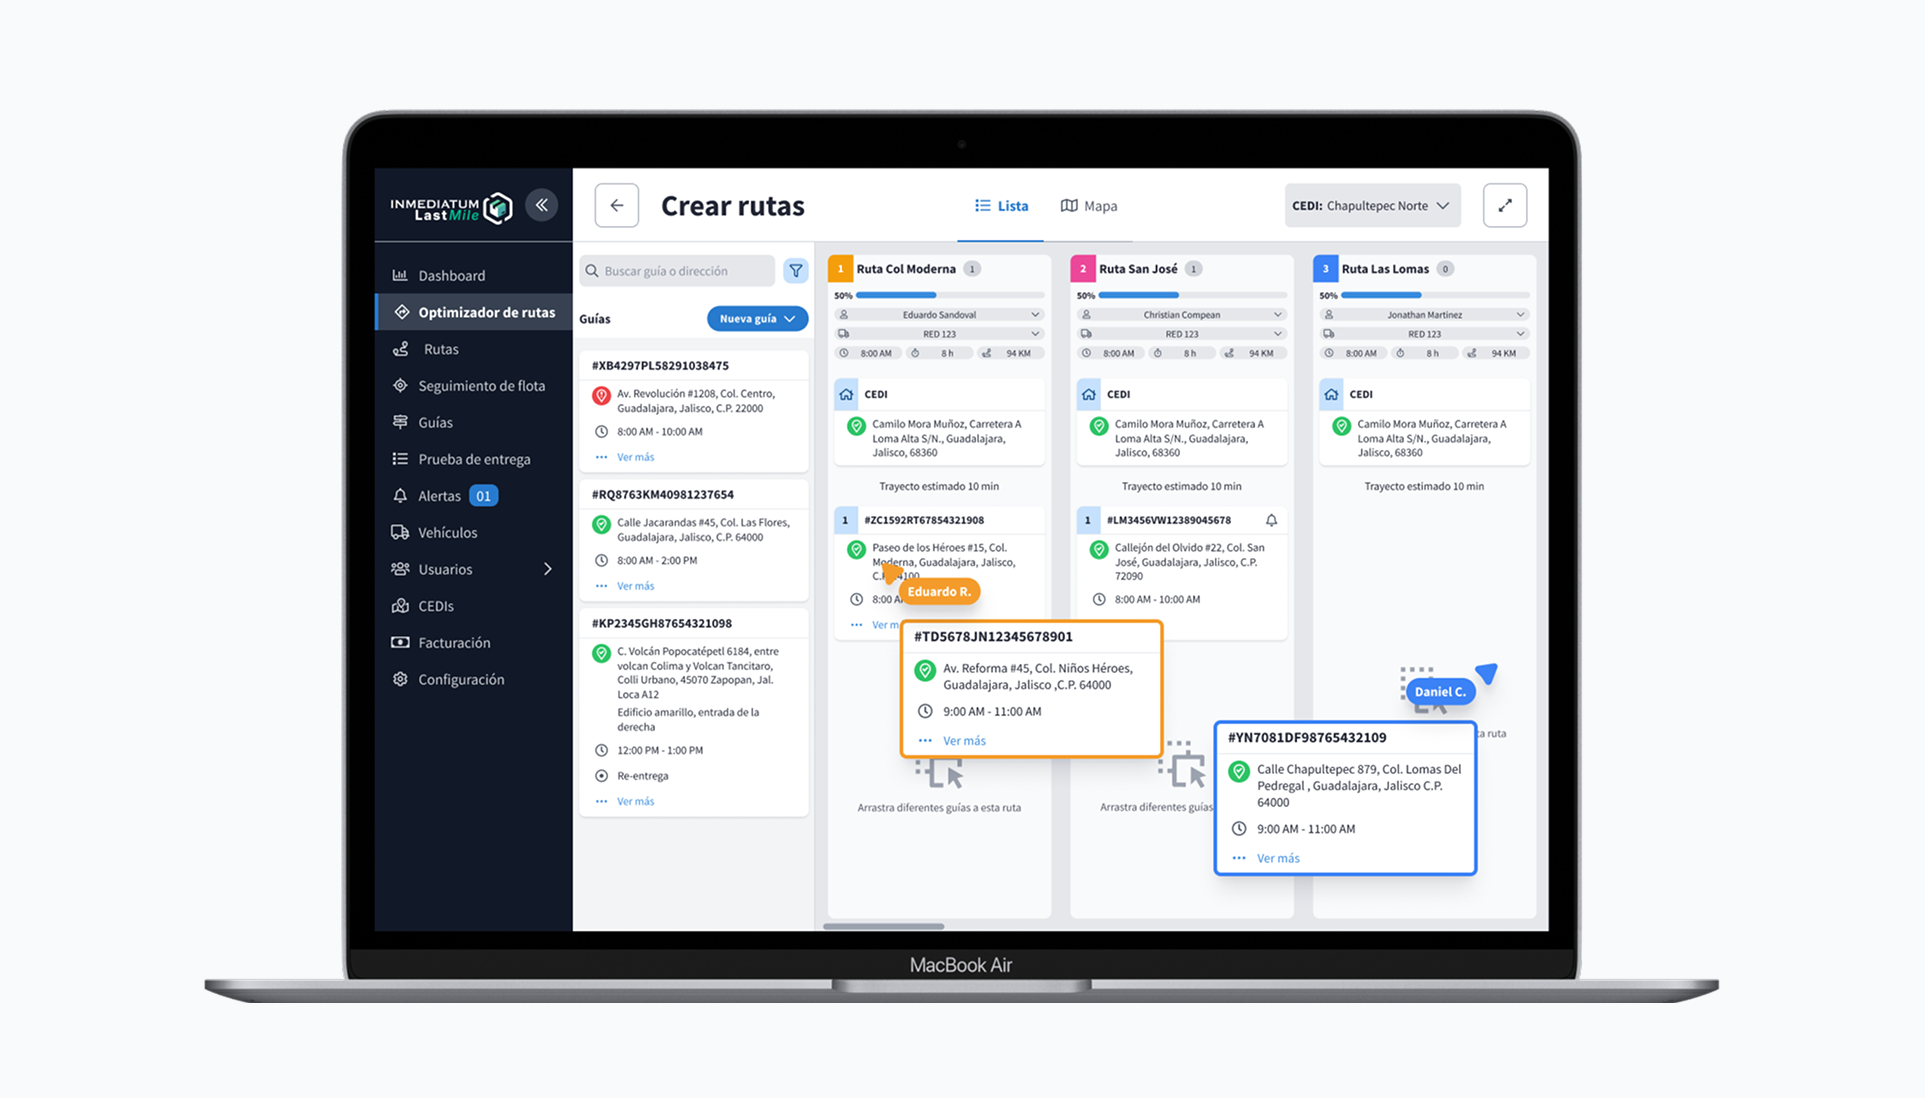 INMEDIATUM
LastMile
Dashboard
Optimizador de rutas
Rutas
Seguimiento de flota
Guías
Prueba de entrega
Alertas 01
Vehículos
Usuarios
CEDIs
Facturación
Configuración
Crear rutas
Lista
Mapa
CEDI: Chapultepec Norte
Buscar guía o dirección
Guías
Nueva guía
#XB4297PL58291038475
Av. Revolución #1208, Col. Centro,
Guadalajara, Jalisco, C.P. 22000
8:00 AM - 10:00 AM
Ver más
#RQ8763KM40981237654
Calle Jacarandas #45, Col. Las Flores,
Guadalajara, Jalisco, C.P. 64000
8:00 AM - 2:00 PM
Ver más
#KP2345GH87654321098
C. Volcán Popocatépetl 6184, entre
volcan Colima y Volcan Tancitaro,
Colli Urbano, 45070 Zapopan, Jal.
Loca A12
Edificio amarillo, entrada de la
derecha
12:00 PM - 1:00 PM
Re-entrega
Ver más
1 Ruta Col Moderna 1
50%
Eduardo Sandoval
RED 123
8:00 AM 8 h 94 KM
CEDI
Camilo Mora Muñoz, Carretera A
Loma Alta S/N., Guadalajara,
Jalisco, 68360
Trayecto estimado 10 min
1 #ZC1592RT67854321908
Paseo de los Héroes #15, Col.
Moderna, Guadalajara, Jalisco,
4100
8:00 A
Ver m
Eduardo R.
#TD5678JN12345678901
Av. Reforma #45, Col. Niños Héroes,
Guadalajara, Jalisco ,C.P. 64000
9:00 AM - 11:00 AM
Ver más
Arrastra diferentes guías a esta ruta
2 Ruta San José 1
50%
Christian Compean
RED 123
8:00 AM 8 h 94 KM
CEDI
Camilo Mora Muñoz, Carretera A
Loma Alta S/N., Guadalajara,
Jalisco, 68360
Trayecto estimado 10 min
1 #LM3456VW12389045678
Callejón del Olvido #22, Col. San
José, Guadalajara, Jalisco, C.P.
72090
8:00 AM - 10:00 AM
Arrastra diferentes guías
3 Ruta Las Lomas 0
50%
Jonathan Martinez
RED 123
8:00 AM 8 h 94 KM
CEDI
Camilo Mora Muñoz, Carretera A
Loma Alta S/N., Guadalajara,
Jalisco, 68360
Trayecto estimado 10 min
Daniel C.
ta ruta
#YN7081DF98765432109
Calle Chapultepec 879, Col. Lomas Del
Pedregal , Guadalajara, Jalisco C.P.
64000
9:00 AM - 11:00 AM
Ver más
MacBook Air